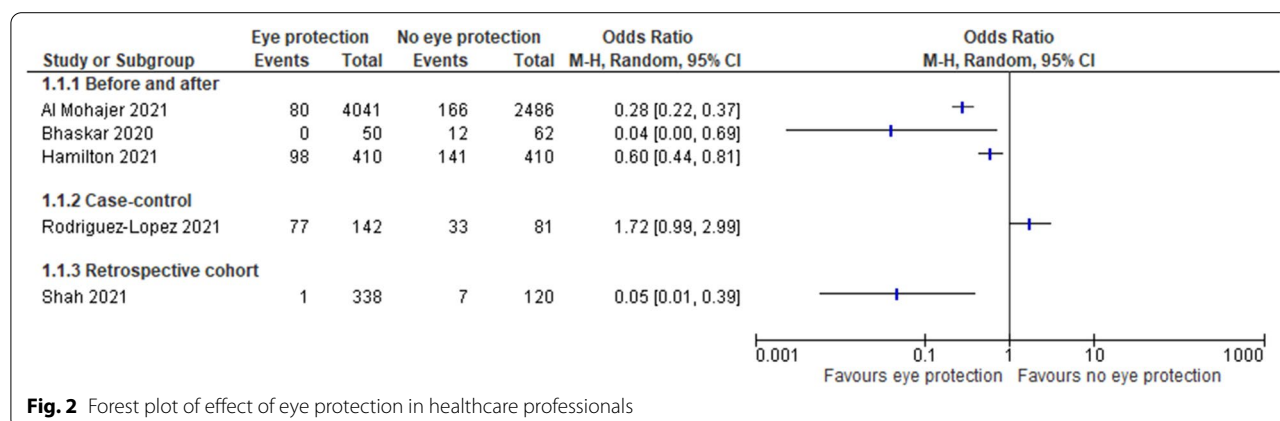 Eye protection No eye protection Odds Ratio Odds Ratio
Study or Subgroup Events Total Events Total M-H, Random, 95% CI M-H, Random, 95% CI
1.1.1 Before and after
Al Mohajer 2021 80 4041 166 2486 0.28 [0.22, 0.37]
Bhaskar 2020 0 50 12 62 0.04 [0.00, 0.69]
Hamilton 2021 98 410 141 410 0.60 [0.44, 0.81]
1.1.2 Case-control
Rodriguez-Lopez 2021 77 142 33 81 1.72 [0.99, 2.99]
1.1.3 Retrospective cohort
Shah 2021 1 338 7 120 0.05 [0.01, 0.39]
0.001 0.1 1 10 1000
Favours eye protection Favours no eye protection
Fig. 2 Forest plot of effect of eye protection in healthcare professionals